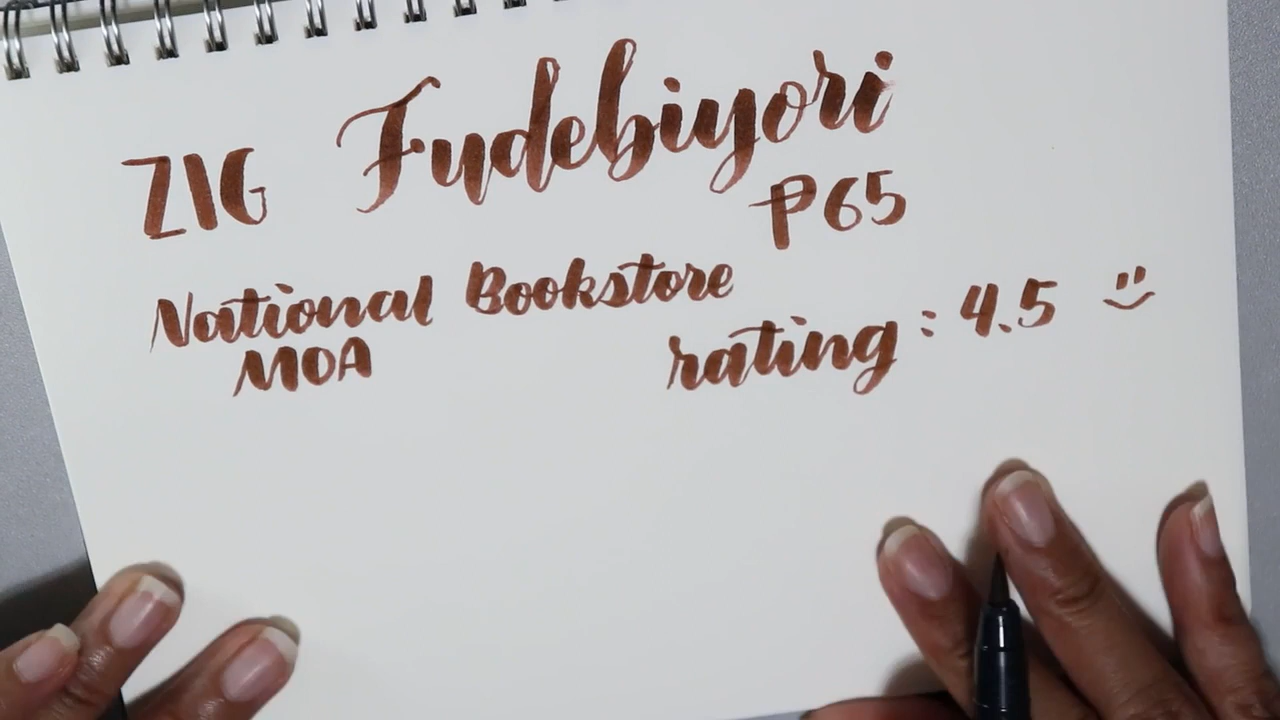 ZIG Fudebiyori
P65
National Bookstore
MOA
rating : 4.5 ¨⌣